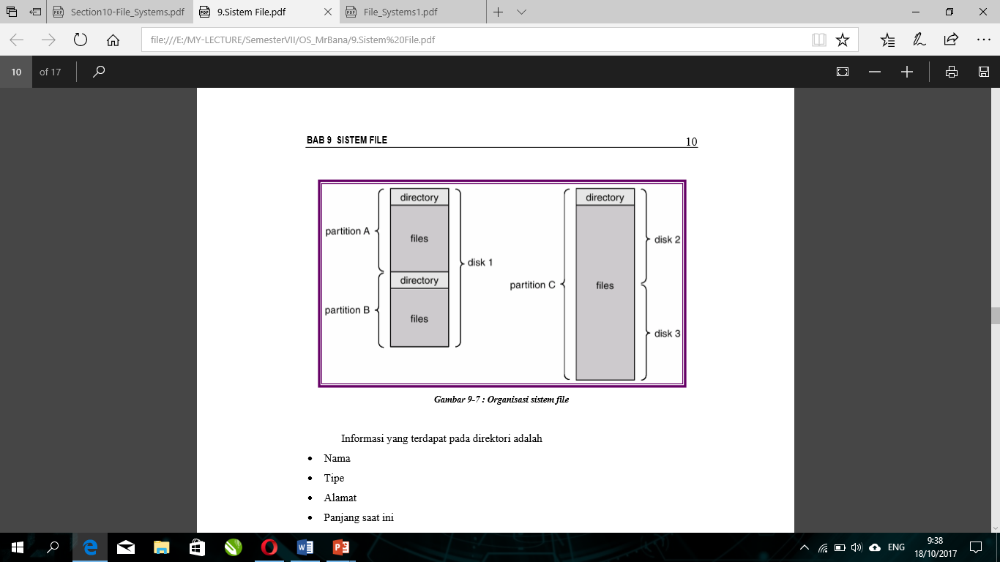 Section10-File_Systems.pdf
9.Sistem File.pdf
File_Systems1.pdf
file:///E:/MY-LECTURE/SemesterVII/OS_MrBana/9.Sistem%20File.pdf
10 of 17
BAB 9 SISTEM FILE 10
directory
partition A
files
disk 1
directory
partition B
files
directory
disk 2
partition C
files
disk 3
Gambar 9-7 : Organisasi sistem file
Informasi yang terdapat pada direktori adalah
• Nama
• Tipe
• Alamat
• Panjang saat ini
ENG
9:38
18/10/2017